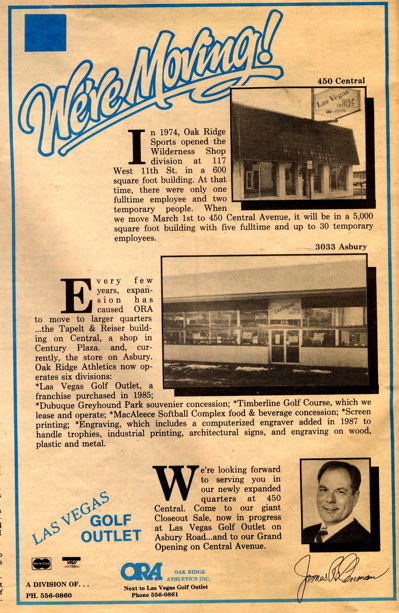 We're Moving!
450 Central
Las Vegas
GOLF
OUTLET
In 1974, Oak Ridge
Sports opened the
Wilderness Shop
division at 117
West 11th St. in a 600
square foot building. At that
time, there were only one
fulltime employee and two
temporary people. When
we move March 1st to 450 Central Avenue, it will be in a 5,000
square foot building with five fulltime and up to 30 temporary
employees.
3033 Asbury
Every few
years, expan-
sion has
caused ORA
to move to larger quarters
...the Tapelt & Reiser build-
ing on Central, a shop in
Century Plaza, and, cur-
rently, the store on Asbury.
Oak Ridge Athletics now op-
erates six divisions:
*Las Vegas Golf Outlet, a
franchise purchased in 1985;
*Dubuque Greyhound Park souvenir concession; *Timberline Golf Course, which we
lease and operate; *MacAleece Softball Complex food & beverage concession; *Screen
printing; *Engraving, which includes a computerized engraver added in 1987 to
handle trophies, industrial printing, architectural signs, and engraving on wood,
plastic and metal.
We're looking forward
to serving you in
our newly expanded
quarters at 450
Central. Come to our giant
Closeout Sale, now in progress
at Las Vegas Golf Outlet on
Asbury Road...and to our Grand
Opening on Central Avenue.
LAS VEGAS
GOLF
OUTLET
VISA
A DIVISION OF. . .
PH. 556-0860
ORA
OAK RIDGE
ATHLETICS INC.
Next to Las Vegas Golf Outlet
Phone 556-0861